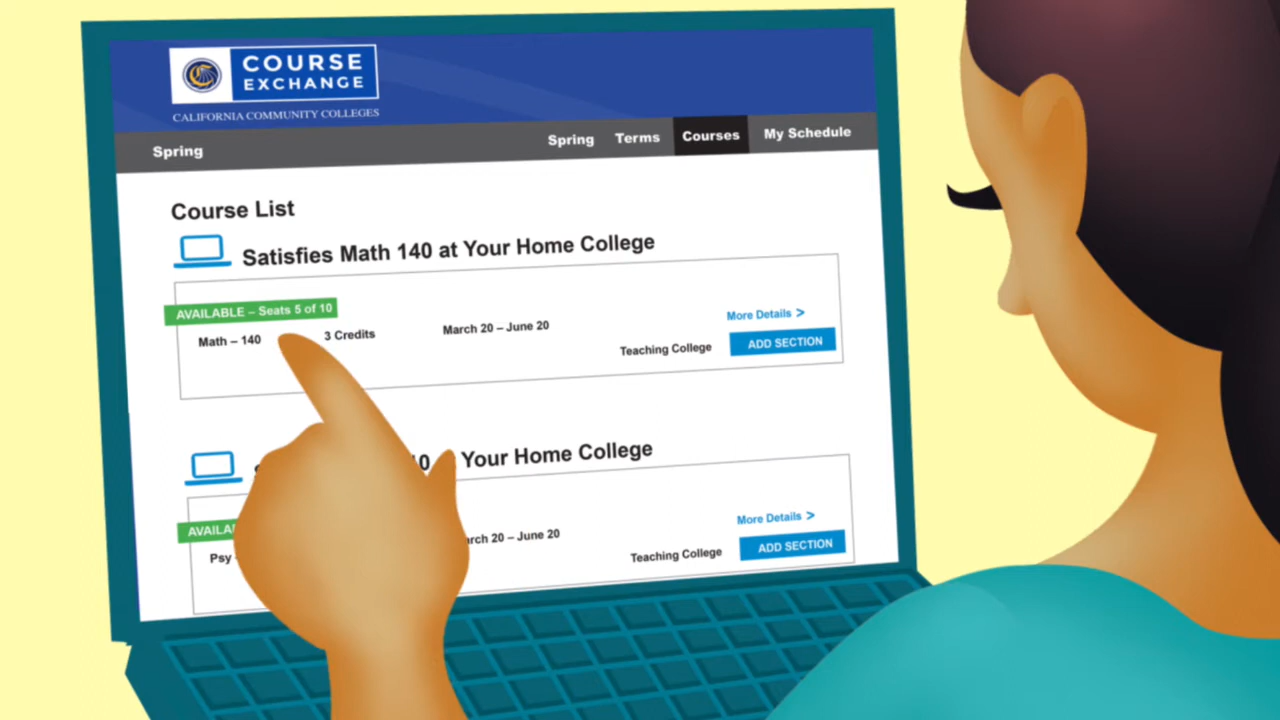 COURSE
EXCHANGE
CALIFORNIA COMMUNITY COLLEGES
Spring
Spring Terms Courses My Schedule
Course List
Satisfies Math 140 at Your Home College
AVAILABLE – Seats 5 of 10
Math – 140 3 Credits March 20 – June 20
More Details >
Teaching College ADD SECTION
Your Home College
Psy 20 – June 20
More Details >
Teaching College ADD SECTION